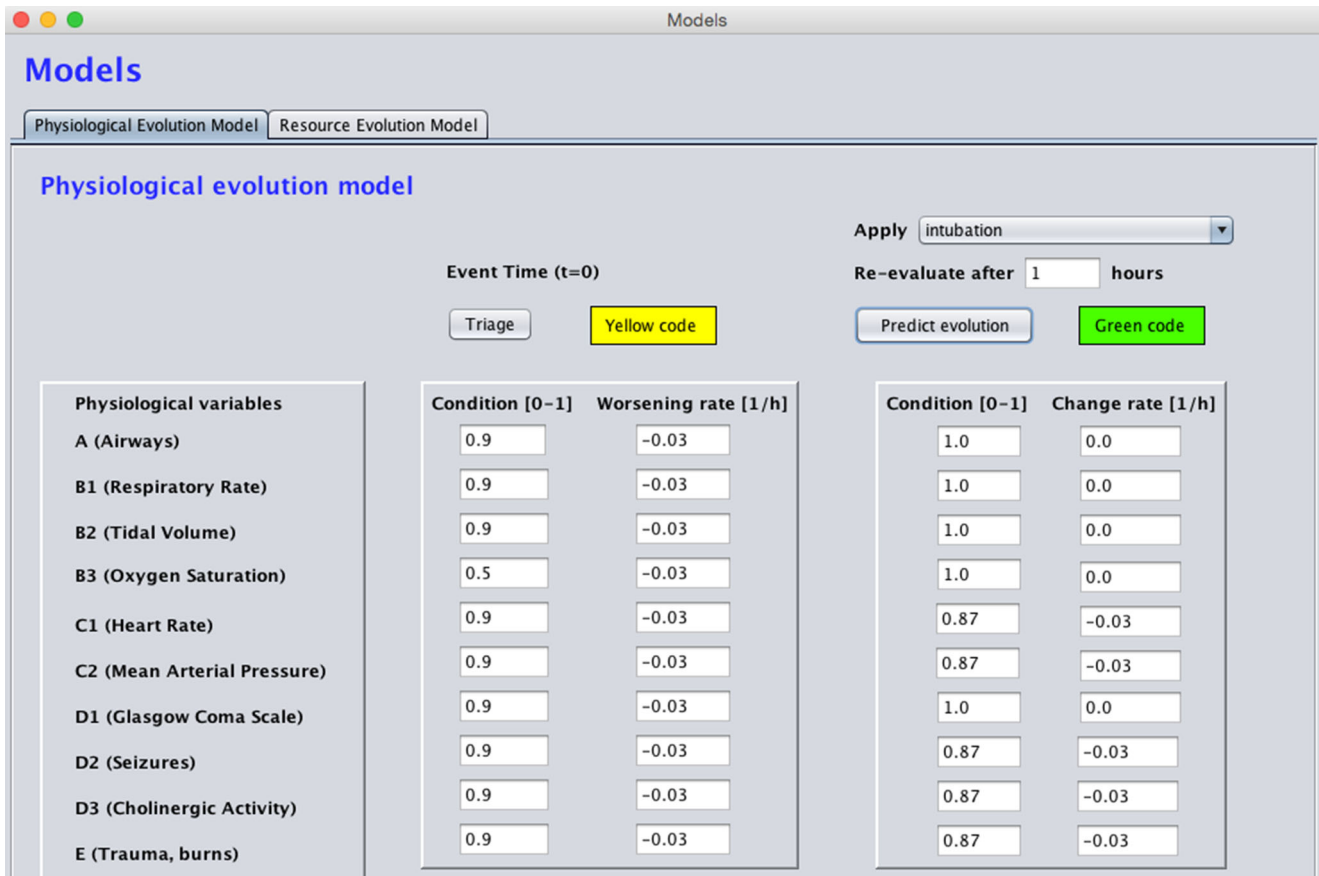 Models
Models
Physiological Evolution Model Resource Evolution Model
Physiological evolution model
Apply intubation
Event Time (t=0) Re-evaluate after 1 hours
Triage Yellow code Predict evolution Green code
Physiological variables Condition [0-1] Worsening rate [1/h] Condition [0-1] Change rate [1/h]
A (Airways) 0.9 -0.03 1.0 0.0
B1 (Respiratory Rate) 0.9 -0.03 1.0 0.0
B2 (Tidal Volume) 0.9 -0.03 1.0 0.0
B3 (Oxygen Saturation) 0.5 -0.03 1.0 0.0
C1 (Heart Rate) 0.9 -0.03 0.87 -0.03
C2 (Mean Arterial Pressure) 0.9 -0.03 0.87 -0.03
D1 (Glasgow Coma Scale) 0.9 -0.03 1.0 0.0
D2 (Seizures) 0.9 -0.03 0.87 -0.03
D3 (Cholinergic Activity) 0.9 -0.03 0.87 -0.03
E (Trauma, burns) 0.9 -0.03 0.87 -0.03